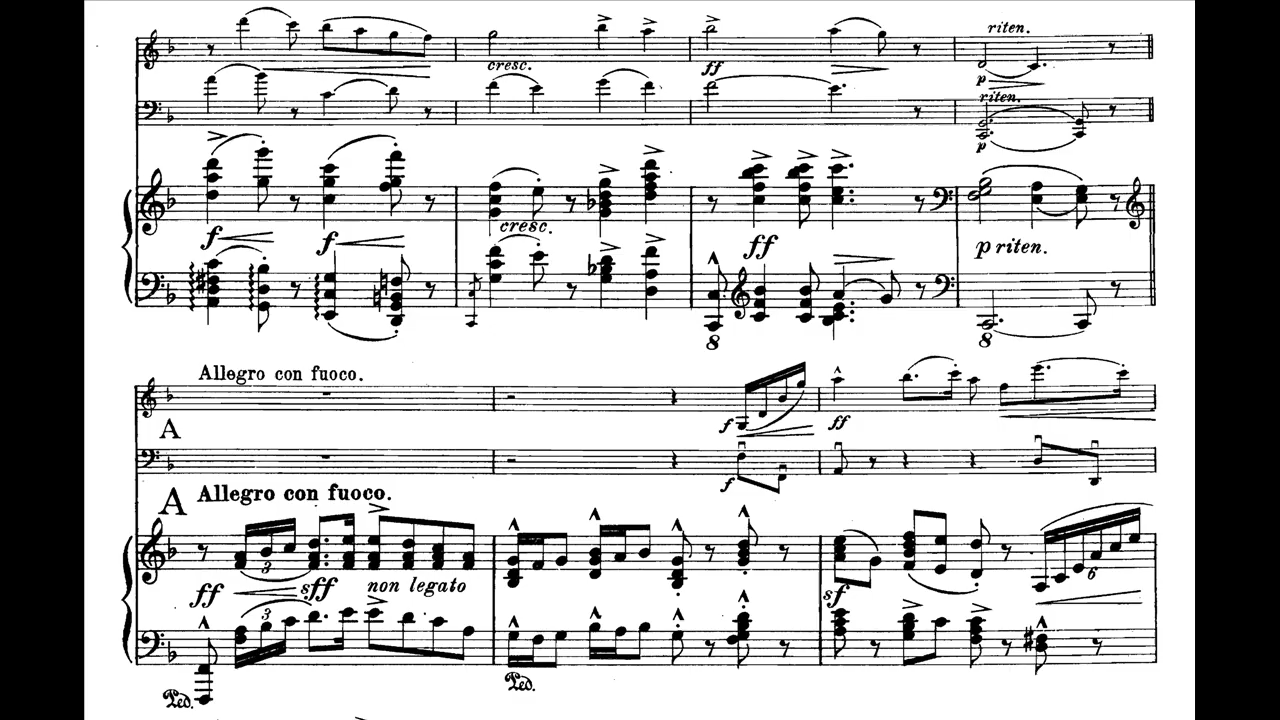 riten.
cresc. ff p
riten.
p
f f cresc. ff p riten.
8 8
Allegro con fuoco.
A f ff
f
A Allegro con fuoco.
3 6
ff sff non legato sf
3
Ped. Ped.